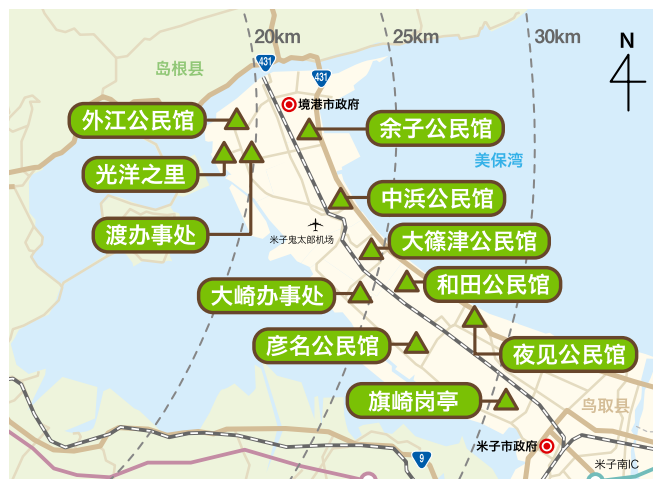 20km
25km
30km
N
431
431
岛根县
境港市政府
外江公民馆
余子公民馆
光洋之里
美保湾
中浜公民馆
渡办事处
米子鬼太郎机场
大篠津公民馆
和田公民馆
大崎办事处
彦名公民馆
夜见公民馆
旗崎岗亭
鸟取县
米子市政府
9
米子南IC